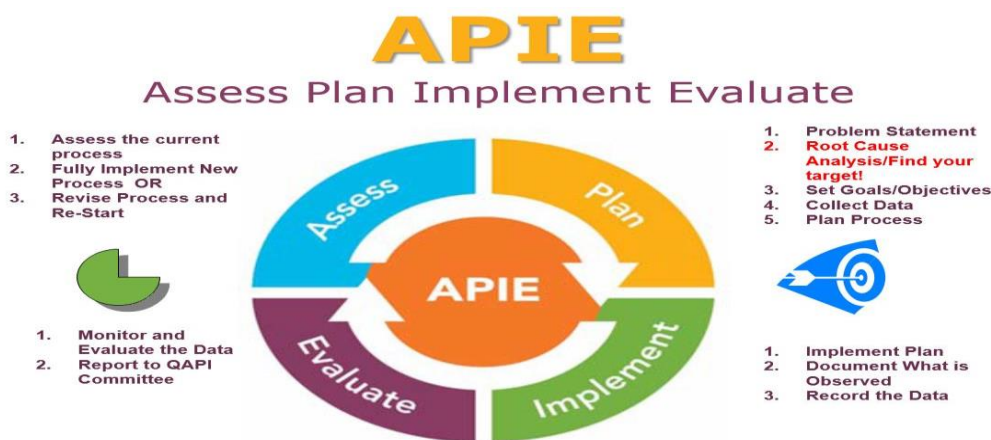 APIE
Assess Plan Implement Evaluate
1. Assess the current
process
2. Fully Implement New
Process OR
3. Revise Process and
Re-Start
1. Problem Statement
2. Root Cause
Analysis/Find your
target!
3. Set Goals/Objectives
4. Collect Data
5. Plan Process
Assess
Plan
APIE
Evaluate
Implement
1. Monitor and
Evaluate the Data
2. Report to QAPI
Committee
1. Implement Plan
2. Document What is
Observed
3. Record the Data